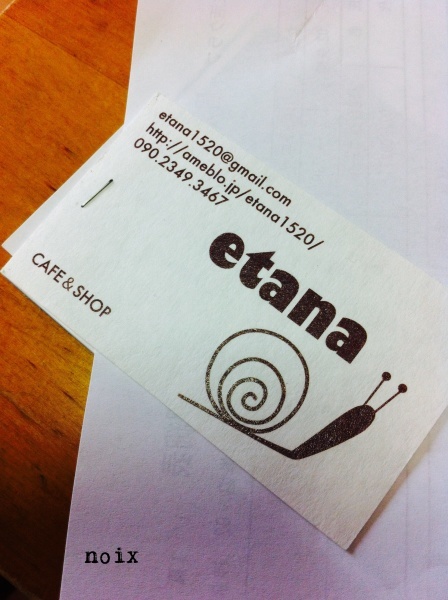 etana1520@gmail.com
http://ameblo.jp/etana1520/
090.2349.3467
etana
CAFE&SHOP
noix